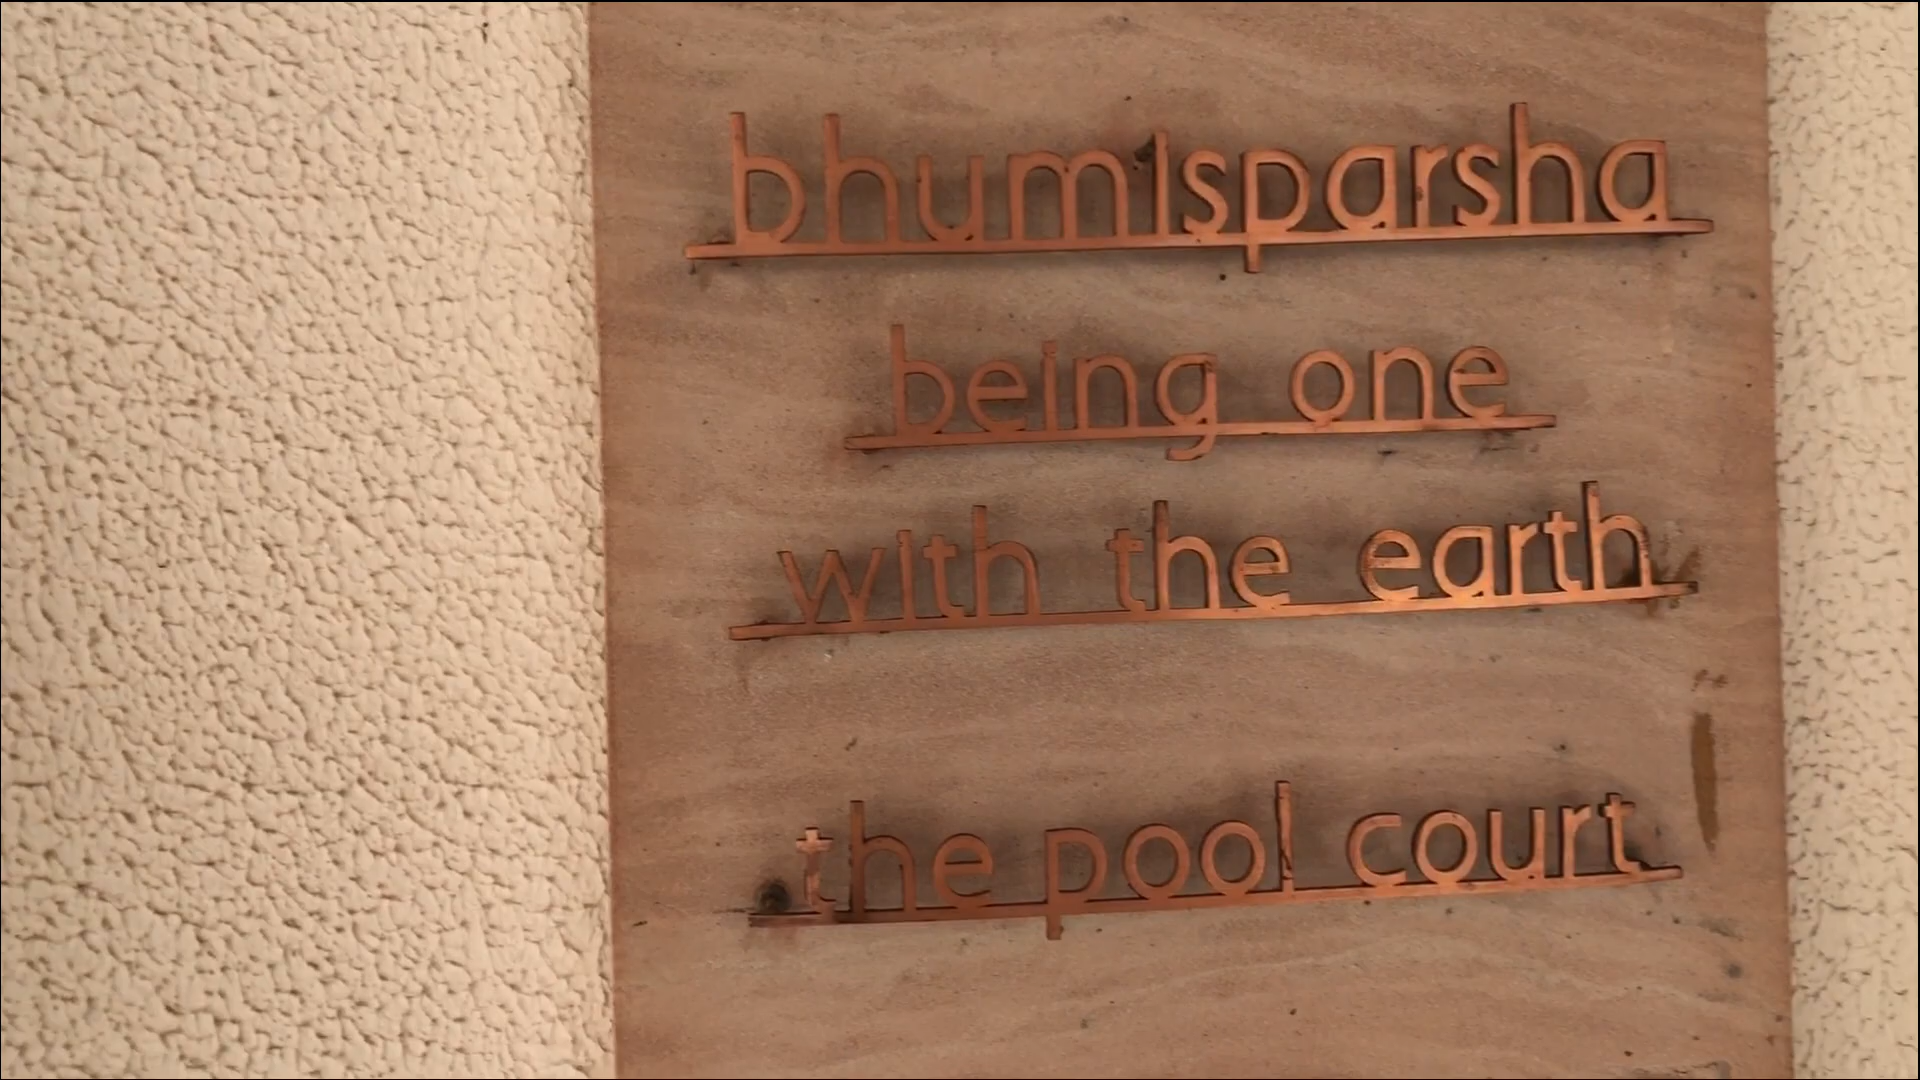 bhumisparsha
being one
with the earth
the pool court